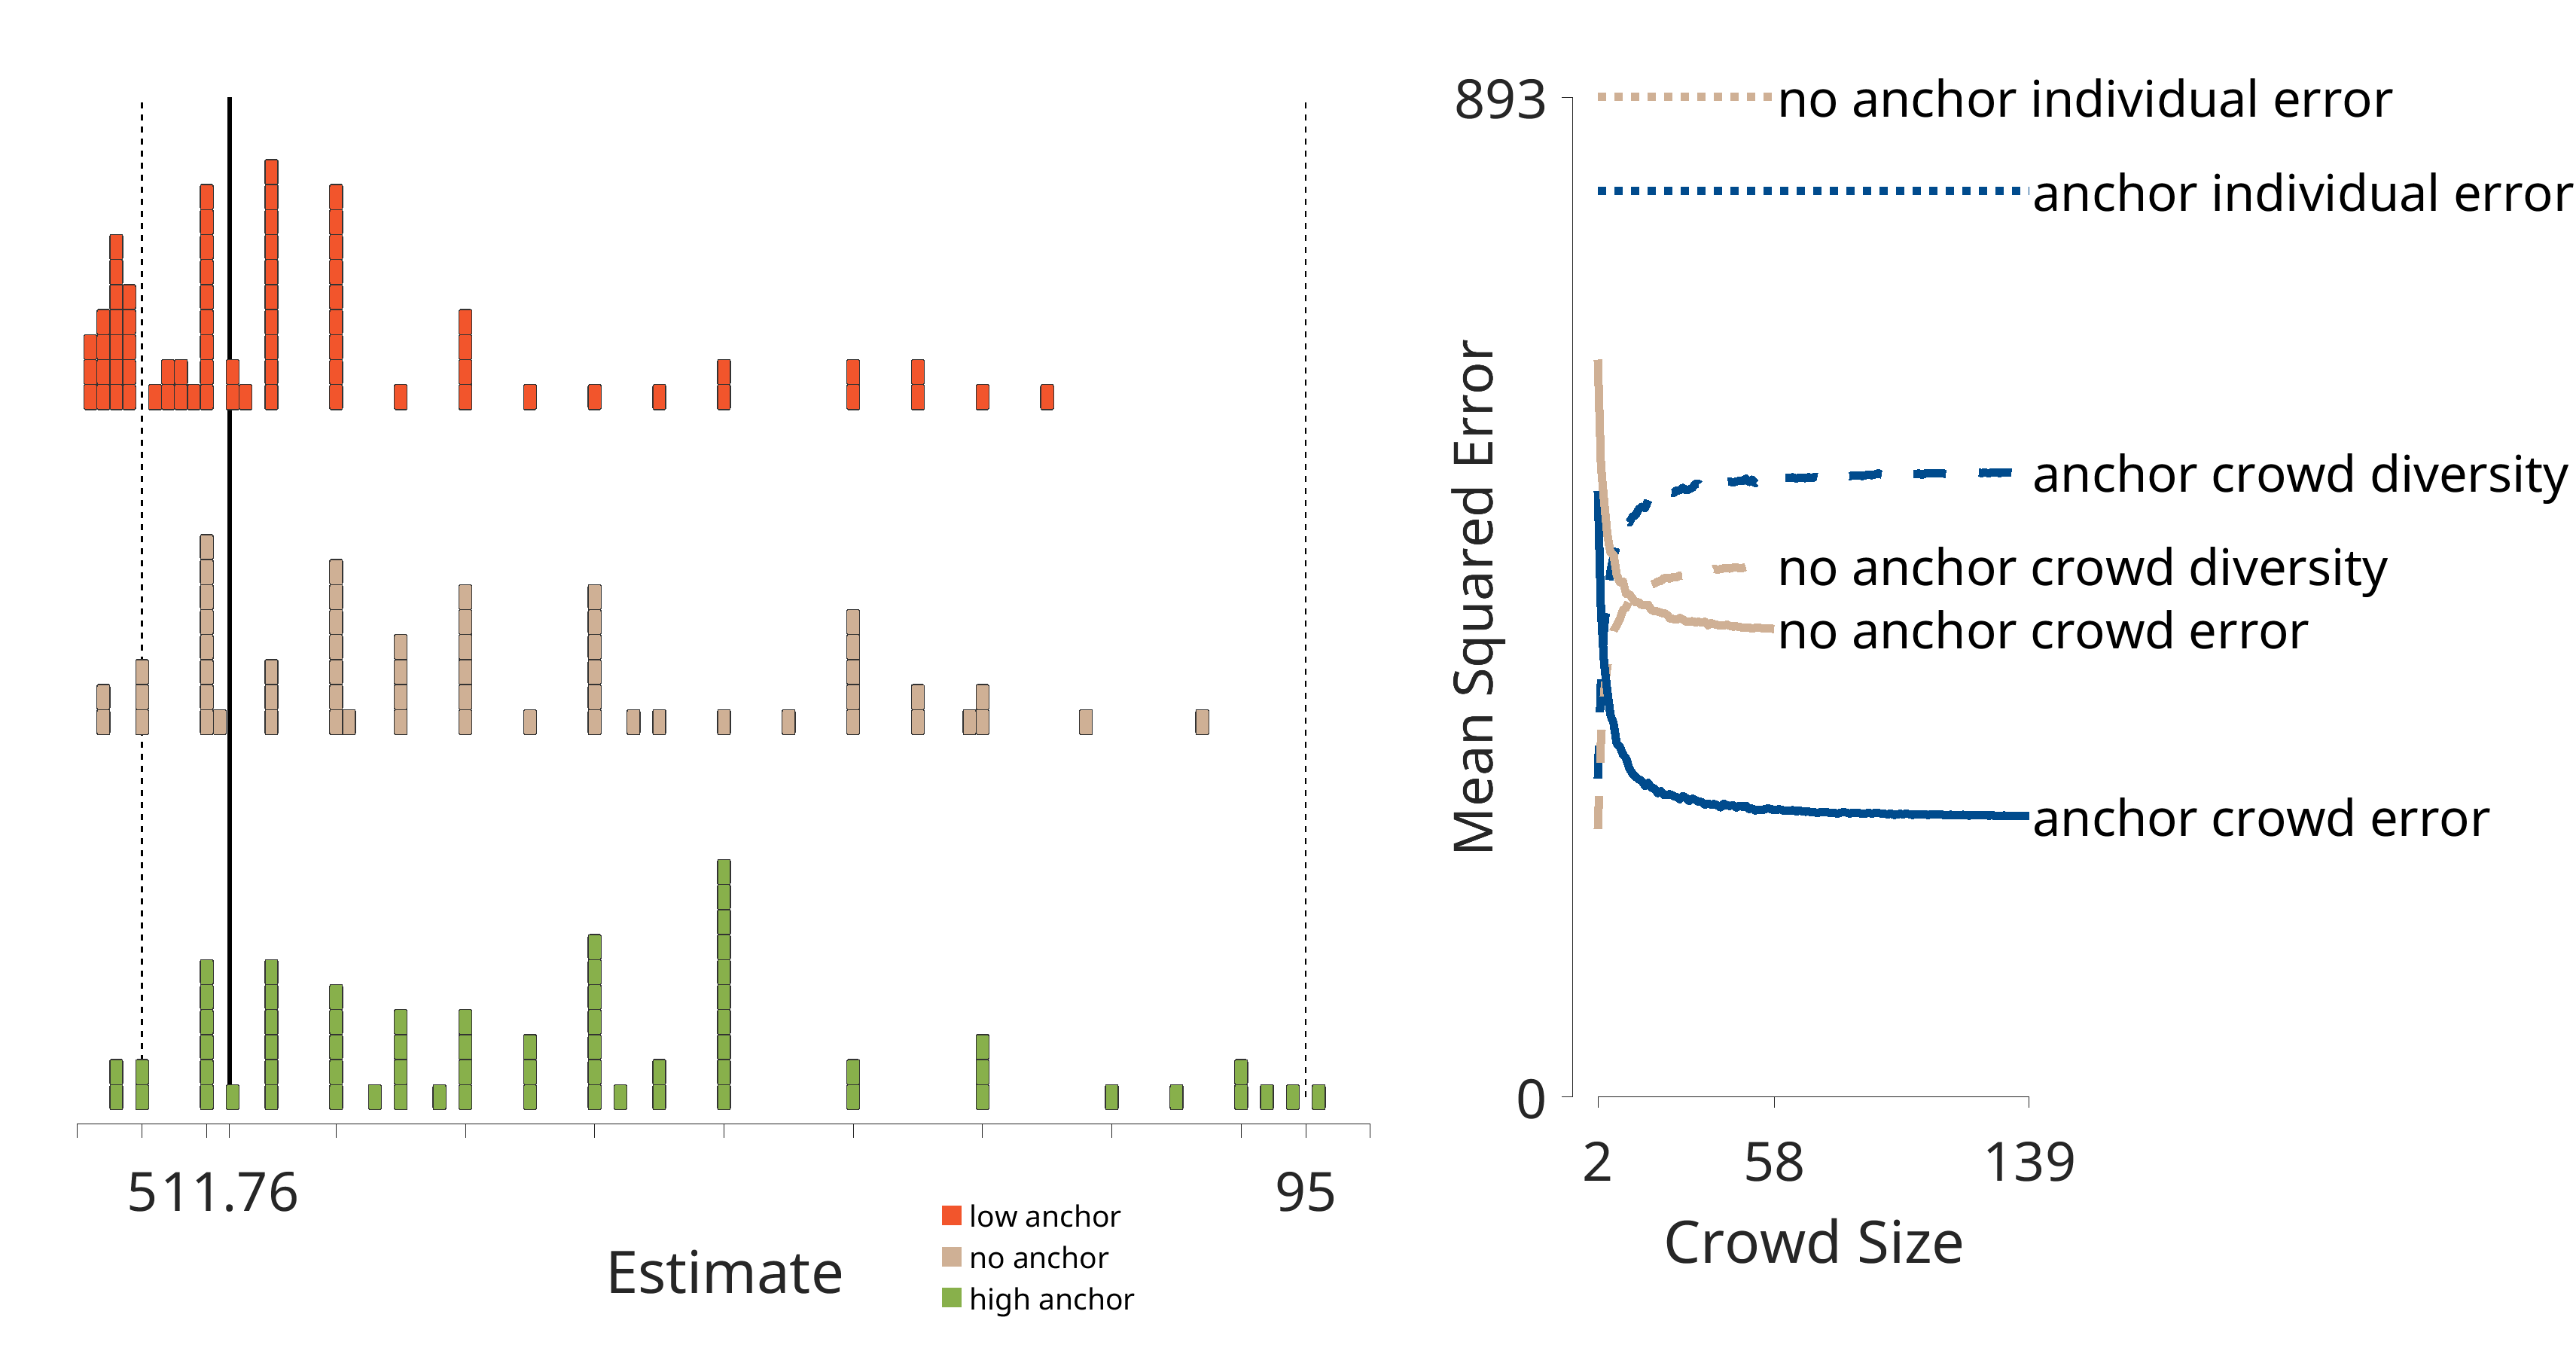 893
no anchor individual error
anchor individual error
anchor crowd diversity
no anchor crowd diversity
no anchor crowd error
anchor crowd error
Mean Squared Error
0
2 58 139
Crowd Size
5 11.76 95
Estimate
low anchor
no anchor
high anchor